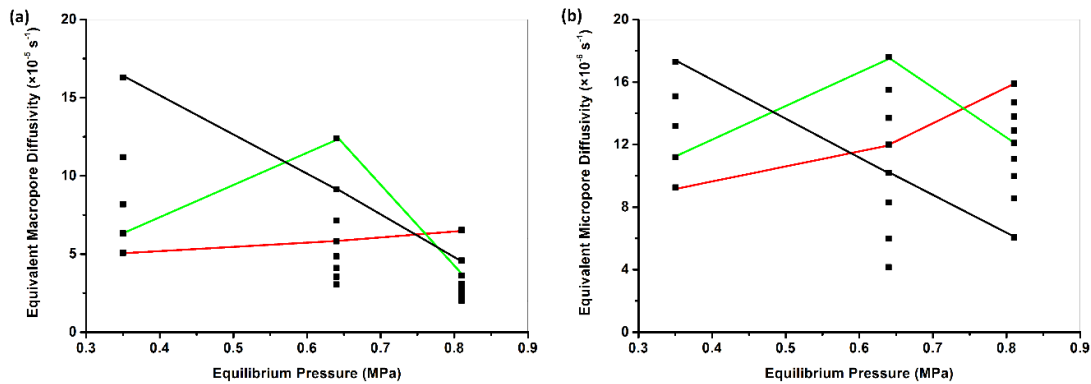 (a)
20
15
10
5
0
Equivalent Macropore Diffusivity (×10⁻⁵ s⁻¹)
0.3 0.4 0.5 0.6 0.7 0.8 0.9
Equilibrium Pressure (MPa)
(b)
20
16
12
8
4
0
Equivalent Micropore Diffusivity (×10⁻⁶ s⁻¹)
0.3 0.4 0.5 0.6 0.7 0.8 0.9
Equilibrium Pressure (MPa)